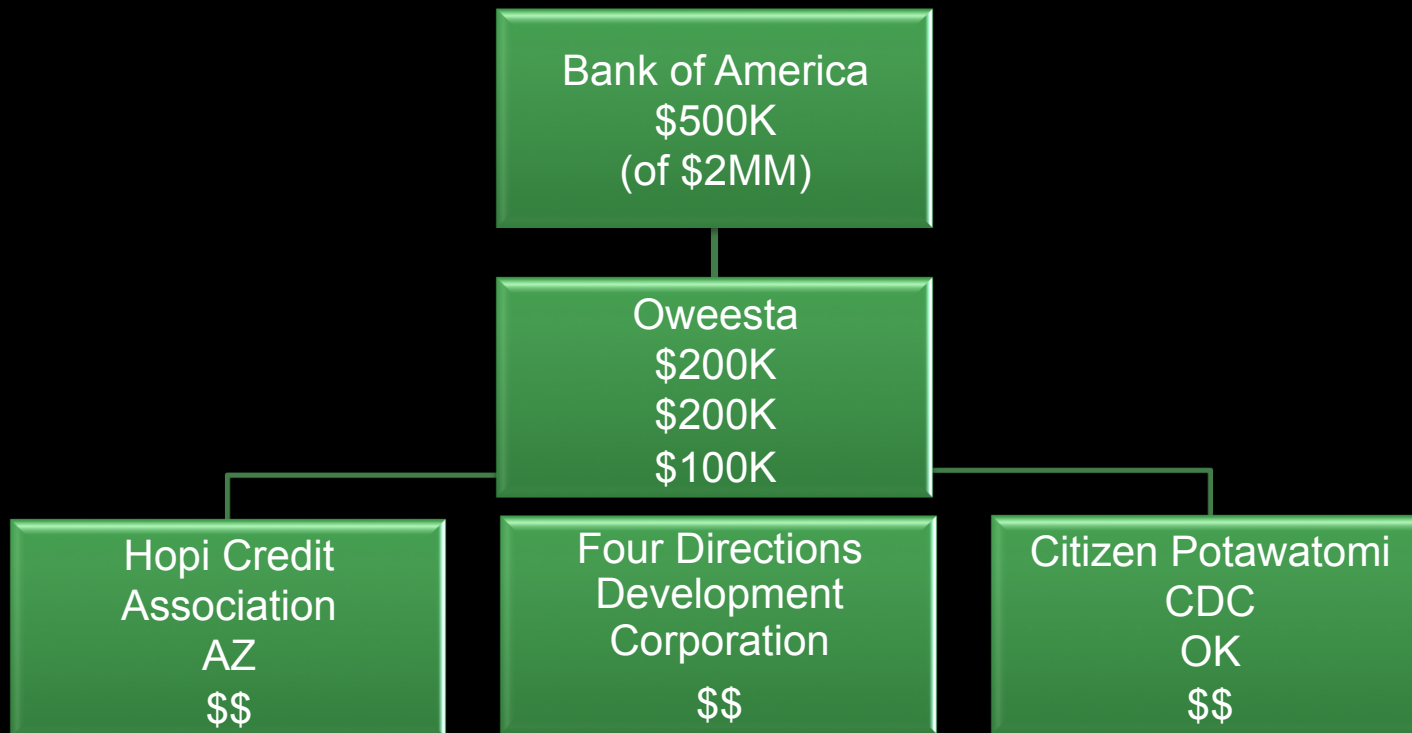 Bank of America
$500K
(of $2MM)
Oweesta
$200K
$200K
$100K
Hopi Credit
Association
AZ
$$
Four Directions
Development
Corporation
$$
Citizen Potawatomi
CDC
OK
$$